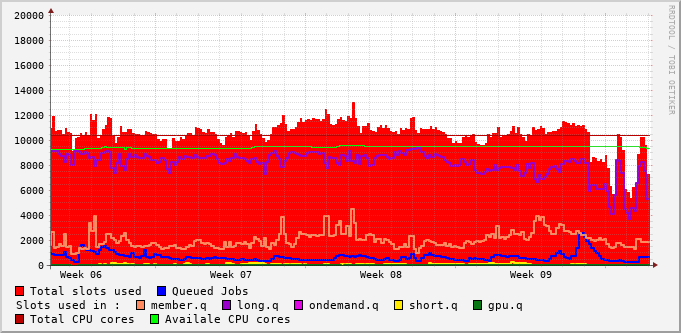 20000
18000
16000
14000
12000
10000
8000
6000
4000
2000
0
Week 06 Week 07 Week 08 Week 09
RRDTOOL / TOBI OETIKER
Total slots used Queued Jobs
Slots used in : member.q long.q ondemand.q short.q gpu.q
Total CPU cores Availale CPU cores